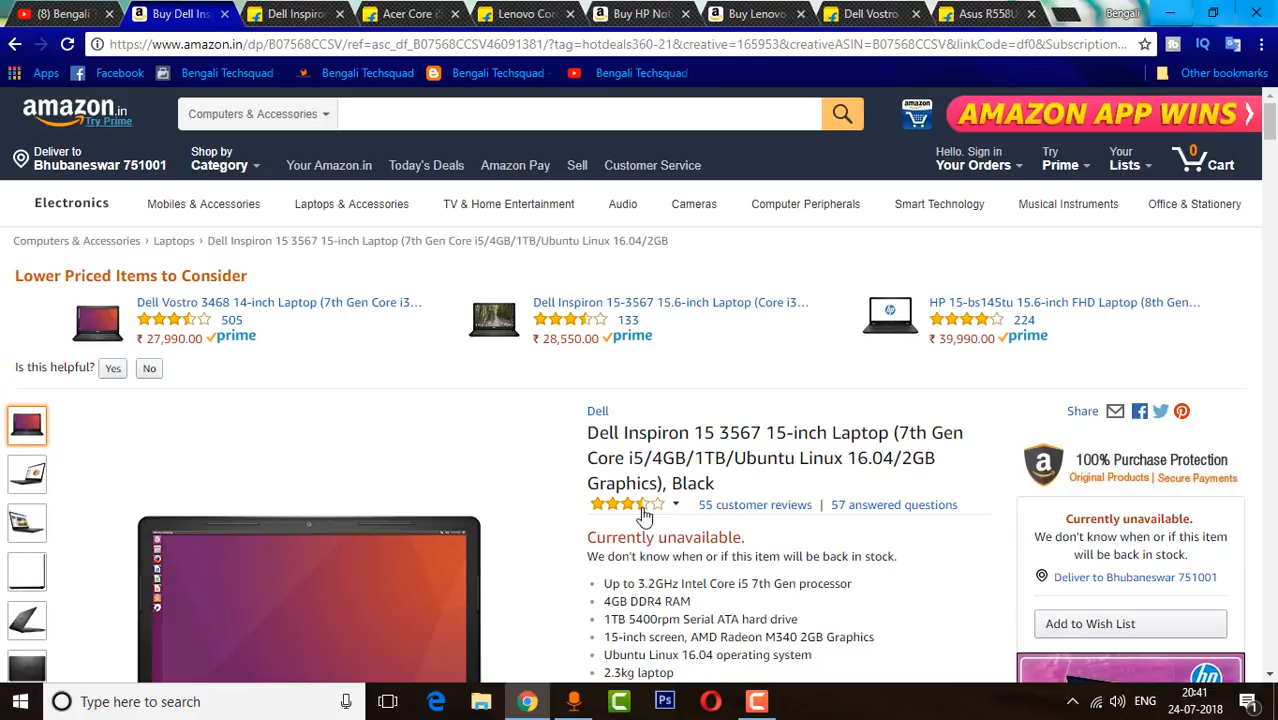 (8) Bengali T
Buy Dell Ins
Dell Inspiro
Acer Core i
Lenovo Cor
Buy HP Not
Buy Lenovo
Dell Vostro
Asus R558U
Bengali
https://www.amazon.in/dp/B07568CCSV/ref=asc_df_B07568CCSV46091381/?tag=hotdeals360-21&creative=165953&creativeASIN=B07568CCSV&linkCode=df0&Subscription...
IQ
Apps
Facebook
Bengali Techsquad
Bengali Techsquad
Bengali Techsquad
Bengali Techsquad
Other bookmarks
amazon.in
Try Prime
Computers & Accessories
amazon
AMAZON APP WINS
Deliver to
Bhubaneswar 751001
Shop by
Category
Your Amazon.in
Today's Deals
Amazon Pay
Sell
Customer Service
Hello. Sign in
Your Orders
Try
Prime
Your
Lists
0
Cart
Electronics
Mobiles & Accessories
Laptops & Accessories
TV & Home Entertainment
Audio
Cameras
Computer Peripherals
Smart Technology
Musical Instruments
Office & Stationery
Computers & Accessories › Laptops › Dell Inspiron 15 3567 15-inch Laptop (7th Gen Core i5/4GB/1TB/Ubuntu Linux 16.04/2GB
Lower Priced Items to Consider
Dell Vostro 3468 14-inch Laptop (7th Gen Core i3...
505
₹ 27,990.00 prime
Dell Inspiron 15-3567 15.6-inch Laptop (Core i3...
133
₹ 28,550.00 prime
HP 15-bs145tu 15.6-inch FHD Laptop (8th Gen...
224
₹ 39,990.00 prime
Is this helpful? Yes No
Dell
Dell Inspiron 15 3567 15-inch Laptop (7th Gen
Core i5/4GB/1TB/Ubuntu Linux 16.04/2GB
Graphics), Black
55 customer reviews | 57 answered questions
Currently unavailable.
We don't know when or if this item will be back in stock.
• Up to 3.2GHz Intel Core i5 7th Gen processor
• 4GB DDR4 RAM
• 1TB 5400rpm Serial ATA hard drive
• 15-inch screen, AMD Radeon M340 2GB Graphics
• Ubuntu Linux 16.04 operating system
• 2.3kg laptop
Share
100% Purchase Protection
Original Products | Secure Payments
Currently unavailable.
We don't know when or if this
item will be back in stock.
Deliver to Bhubaneswar 751001
Add to Wish List
hp
Type here to search
Ps
ENG
20:41
24-07-2018
1